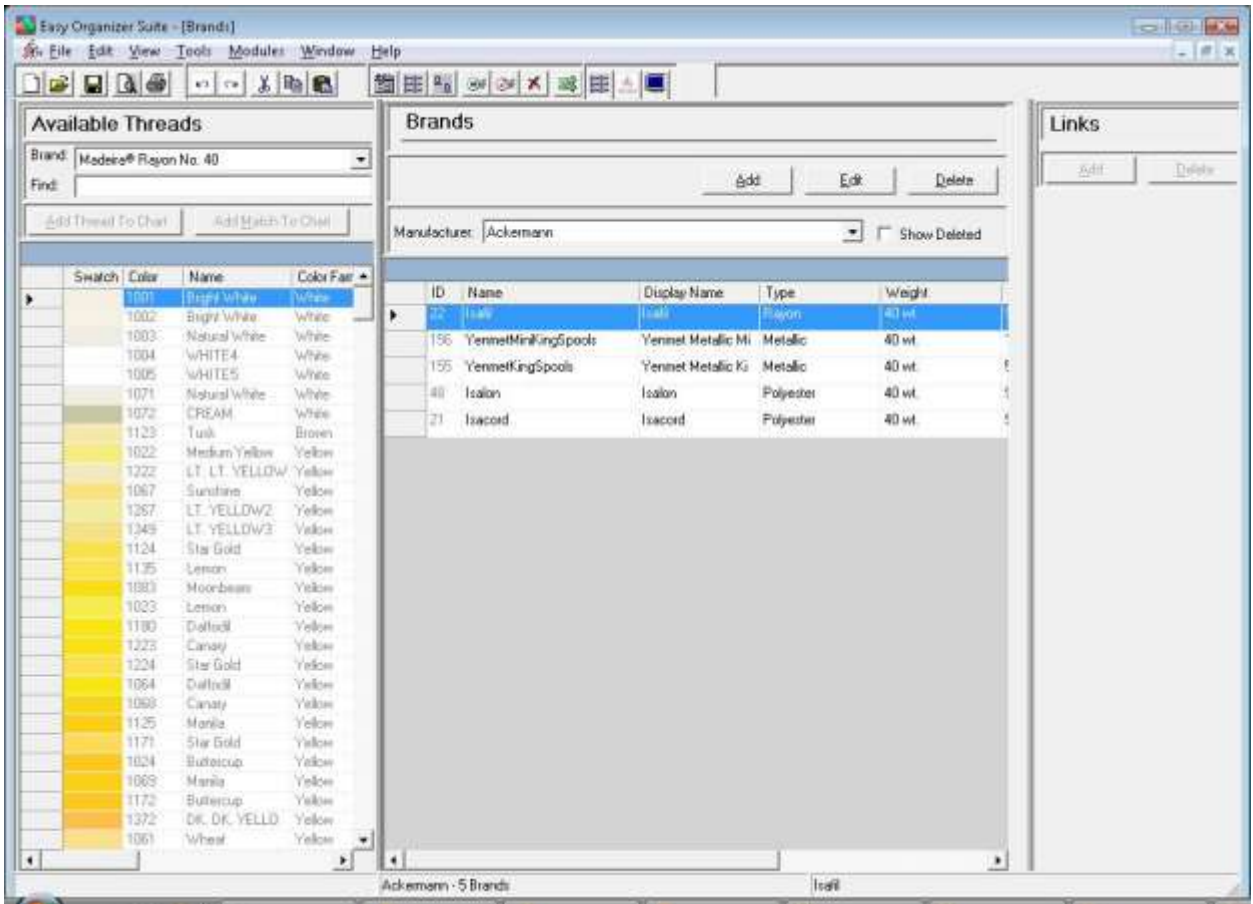 Easy Organizer Suite - [Brands]
File Edit View Tools Modules Window Help
Available Threads
Brand: Madeira® Rayon No. 40
Find:
Add Thread To Chart Add Match To Chart
Swatch Color Name Color Fam
1001 Bright White White
1002 Bright White White
1003 Natural White White
1004 WHITE4 White
1005 WHITE5 White
1071 Natural White White
1072 CREAM White
1123 Tusk Brown
1022 Medium Yellow Yellow
1222 LT. LT. YELLOW Yellow
1067 Sunshine Yellow
1267 LT. YELLOW2 Yellow
1349 LT. YELLOW3 Yellow
1124 Star Gold Yellow
1135 Lemon Yellow
1083 Moonbeam Yellow
1023 Lemon Yellow
1180 Daffodil Yellow
1223 Canary Yellow
1224 Star Gold Yellow
1064 Daffodil Yellow
1068 Canary Yellow
1125 Manila Yellow
1171 Star Gold Yellow
1024 Buttercup Yellow
1069 Manila Yellow
1172 Buttercup Yellow
1372 DK. DK. YELLO Yellow
1061 Wheat Yellow
Brands
Add Edit Delete
Manufacturer: Ackermann Show Deleted
ID Name Display Name Type Weight
22 Isafil Isafil Rayon 40 wt.
156 YenmetMiniKingSpools Yenmet Metallic Mi Metallic 40 wt.
155 YenmetKingSpools Yenmet Metallic Ki Metallic 40 wt.
40 Isalon Isalon Polyester 40 wt.
21 Isacord Isacord Polyester 40 wt.
Links
Add Delete
Ackermann - 5 Brands Isafil